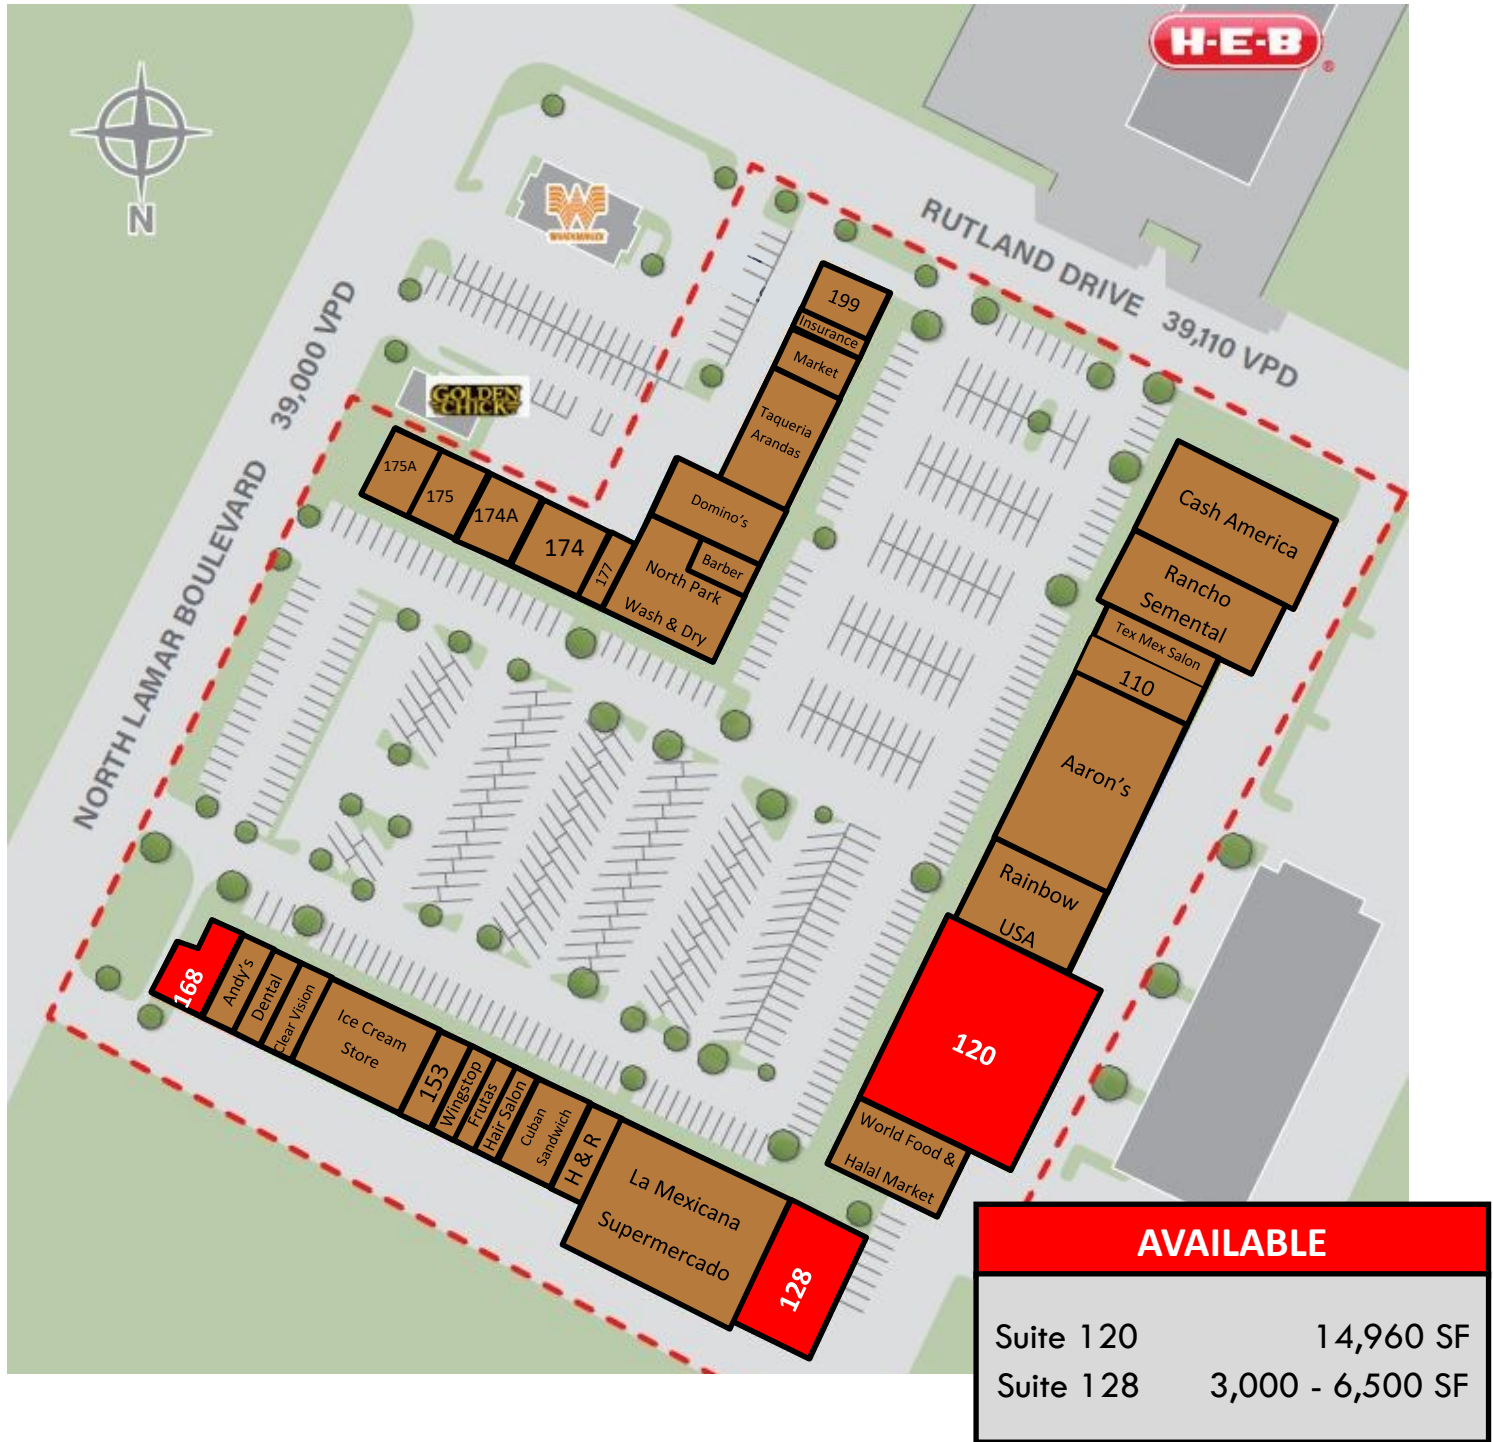 H-E-B
®
N
W
WHATABURGER
RUTLAND DRIVE 39,110 VPD
NORTH LAMAR BOULEVARD 39,000 VPD
GOLDEN
CHICK
199
Insurance
Market
Taqueria
Arandas
Domino's
Barber
North Park
Wash & Dry
175A
175
174A
174
177
Cash America
Rancho
Semental
Tex Mex Salon
110
Aaron's
Rainbow
USA
120
World Food &
Halal Market
168
Andy's
Dental
Clear Vision
Ice Cream
Store
153
Wingstop
Frutas
Hair Salon
Cuban
Sandwich
H & R
La Mexicana
Supermercado
128
AVAILABLE
Suite 120 14,960 SF
Suite 128 3,000 - 6,500 SF